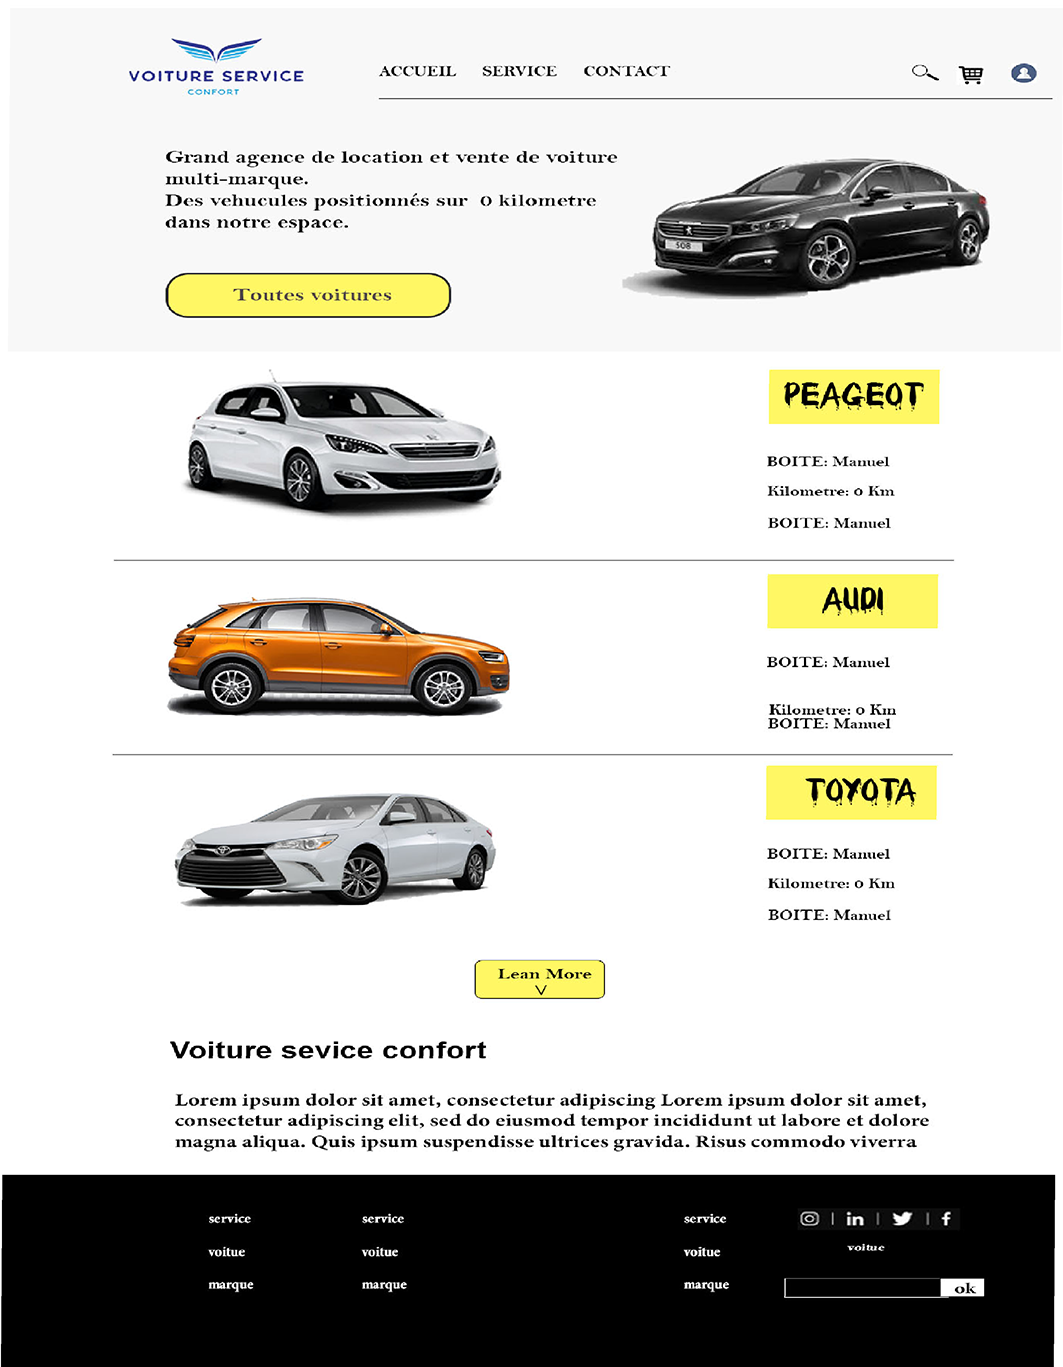 VOITURE SERVICE
CONFORT
ACCUEIL SERVICE CONTACT
Grand agence de location et vente de voiture
multi-marque.
Des vehucules positionnés sur 0 kilometre
dans notre espace.
508
Toutes voitures
PEAGEOT
BOITE: Manuel
Kilometre: 0 Km
BOITE: Manuel
AUDI
BOITE: Manuel
Kilometre: 0 Km
BOITE: Manuel
TOYOTA
BOITE: Manuel
Kilometre: 0 Km
BOITE: Manuel
Lean More
Voiture sevice confort
Lorem ipsum dolor sit amet, consectetur adipiscing Lorem ipsum dolor sit amet,
consectetur adipiscing elit, sed do eiusmod tempor incididunt ut labore et dolore
magna aliqua. Quis ipsum suspendisse ultrices gravida. Risus commodo viverra
service service service
voitue voitue voitue voitue
marque marque marque
ok